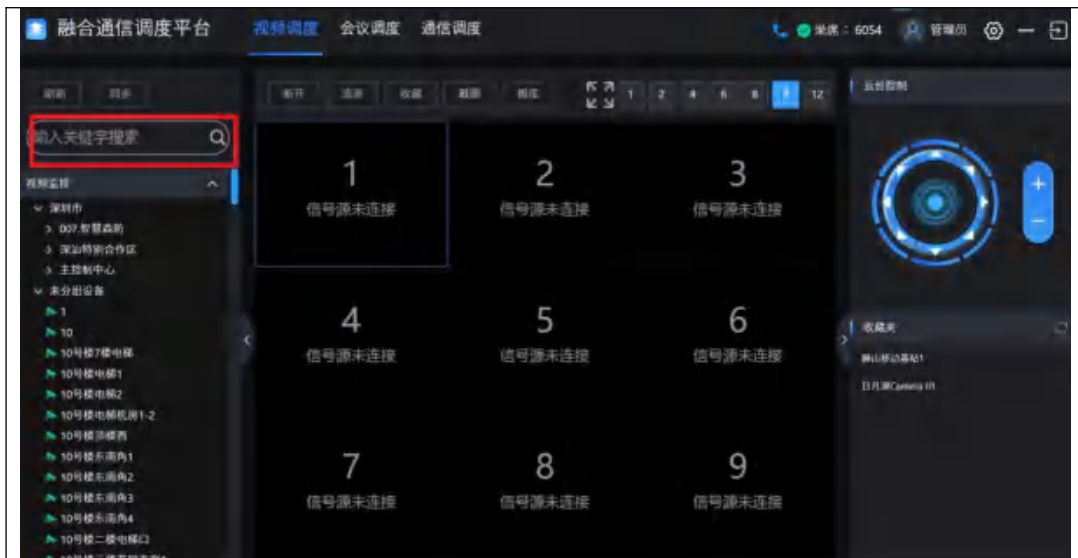 融合通信调度平台
视频调度 会议调度 通信调度
坐席：6054 管理员
刷新 同步
断开 清源 收藏 截图
1 2 4 6 8 9 12
云台控制
输入关键字搜索
视频监控
深圳市
007.智慧森防
深汕特别合作区
主控制中心
未分组设备
1
10
10号楼7楼电梯
10号楼电梯1
10号楼电梯2
10号楼电梯机房1-2
10号楼顶楼西
10号楼东南角1
10号楼东南角2
10号楼东南角3
10号楼东南角4
10号楼二楼电梯口
1
信号源未连接
2
信号源未连接
3
信号源未连接
4
信号源未连接
5
信号源未连接
6
信号源未连接
7
信号源未连接
8
信号源未连接
9
信号源未连接
收藏夹
日月湖Camera 01